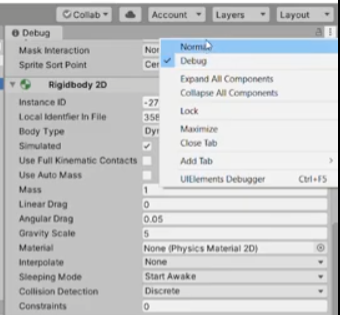 Collab
Account
Layers
Layout
Debug
Normal
Debug
Expand All Components
Collapse All Components
Lock
Maximize
Close Tab
Add Tab
UIElements Debugger Ctrl+F5
Mask Interaction
Sprite Sort Point
Rigidbody 2D
Instance ID -27
Local Identifier In File 358
Body Type
Simulated
Use Full Kinematic Contacts
Use Auto Mass
Mass 1
Linear Drag 0
Angular Drag 0.05
Gravity Scale 5
Material None (Physics Material 2D)
Interpolate None
Sleeping Mode Start Awake
Collision Detection Discrete
Constraints 0